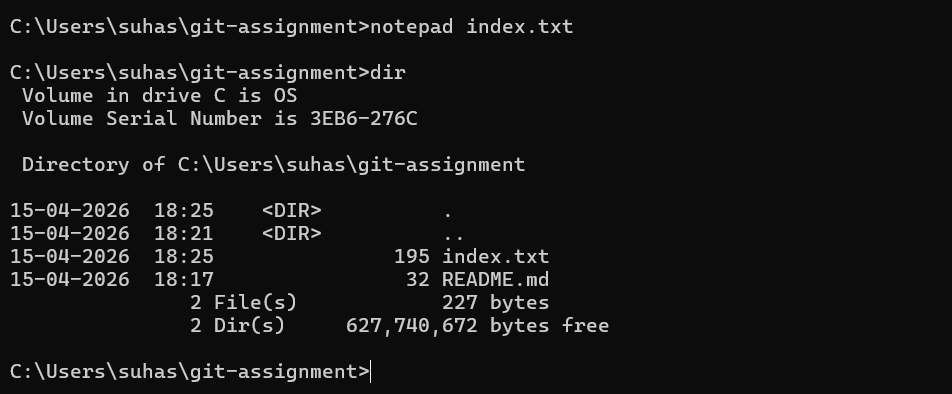 C:\Users\suhas\git-assignment>notepad index.txt
C:\Users\suhas\git-assignment>dir
 Volume in drive C is OS
 Volume Serial Number is 3EB6-276C
 Directory of C:\Users\suhas\git-assignment
15-04-2026  18:25    <DIR>          .
15-04-2026  18:21    <DIR>          ..
15-04-2026  18:25               195 index.txt
15-04-2026  18:17                32 README.md
               2 File(s)            227 bytes
               2 Dir(s)     627,740,672 bytes free
C:\Users\suhas\git-assignment>